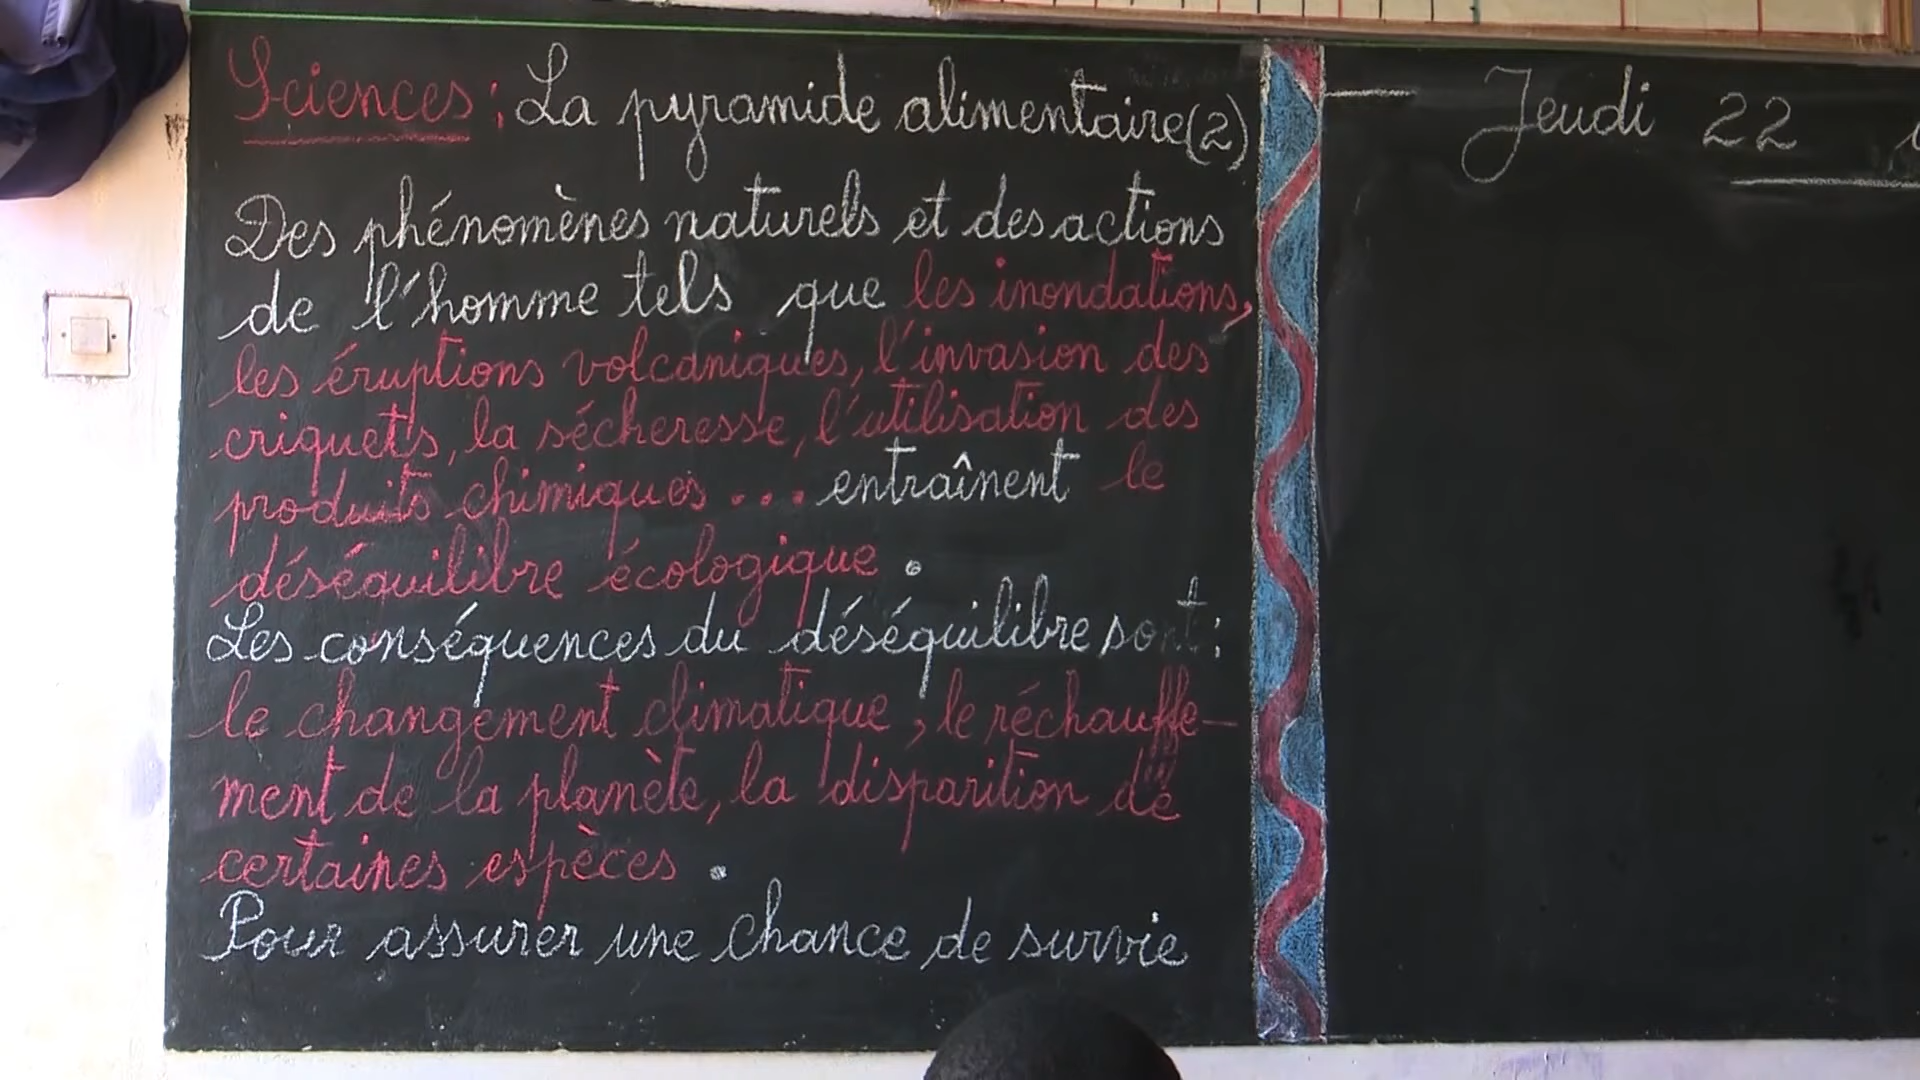 Sciences : La pyramide alimentaire (2)
Des phénomènes naturels et des actions
de l'homme tels que les inondations,
les éruptions volcaniques, l'invasion des
criquets, la sécheresse, l'utilisation des
produits chimiques ... entraînent le
déséquilibre écologique.
Les conséquences du déséquilibre sont :
le changement climatique, le réchauffe-
ment de la planète, la disparition de
certaines espèces.
Pour assurer une chance de survie
Jeudi 22